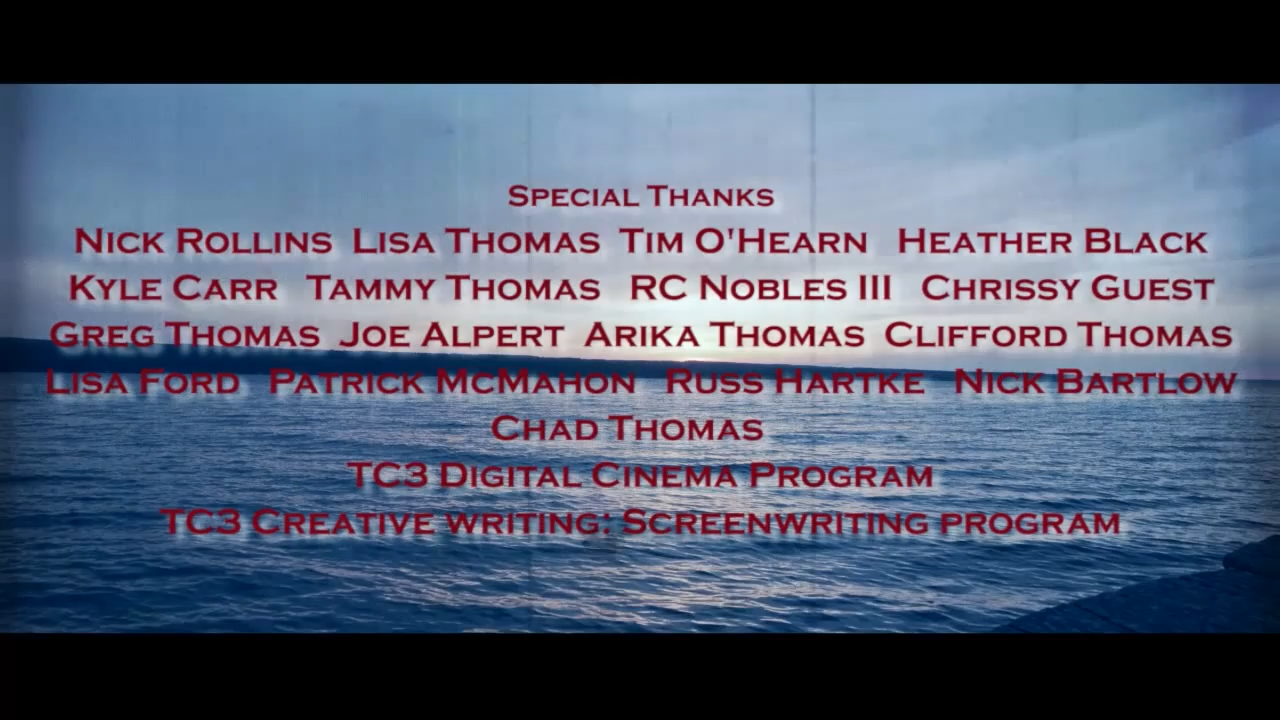 Special Thanks
Nick Rollins Lisa Thomas Tim O'Hearn Heather Black
Kyle Carr Tammy Thomas RC Nobles III Chrissy Guest
Greg Thomas Joe Alpert Arika Thomas Clifford Thomas
Lisa Ford Patrick McMahon Russ Hartke Nick Bartlow
Chad Thomas
TC3 Digital Cinema Program
TC3 Creative writing: Screenwriting program